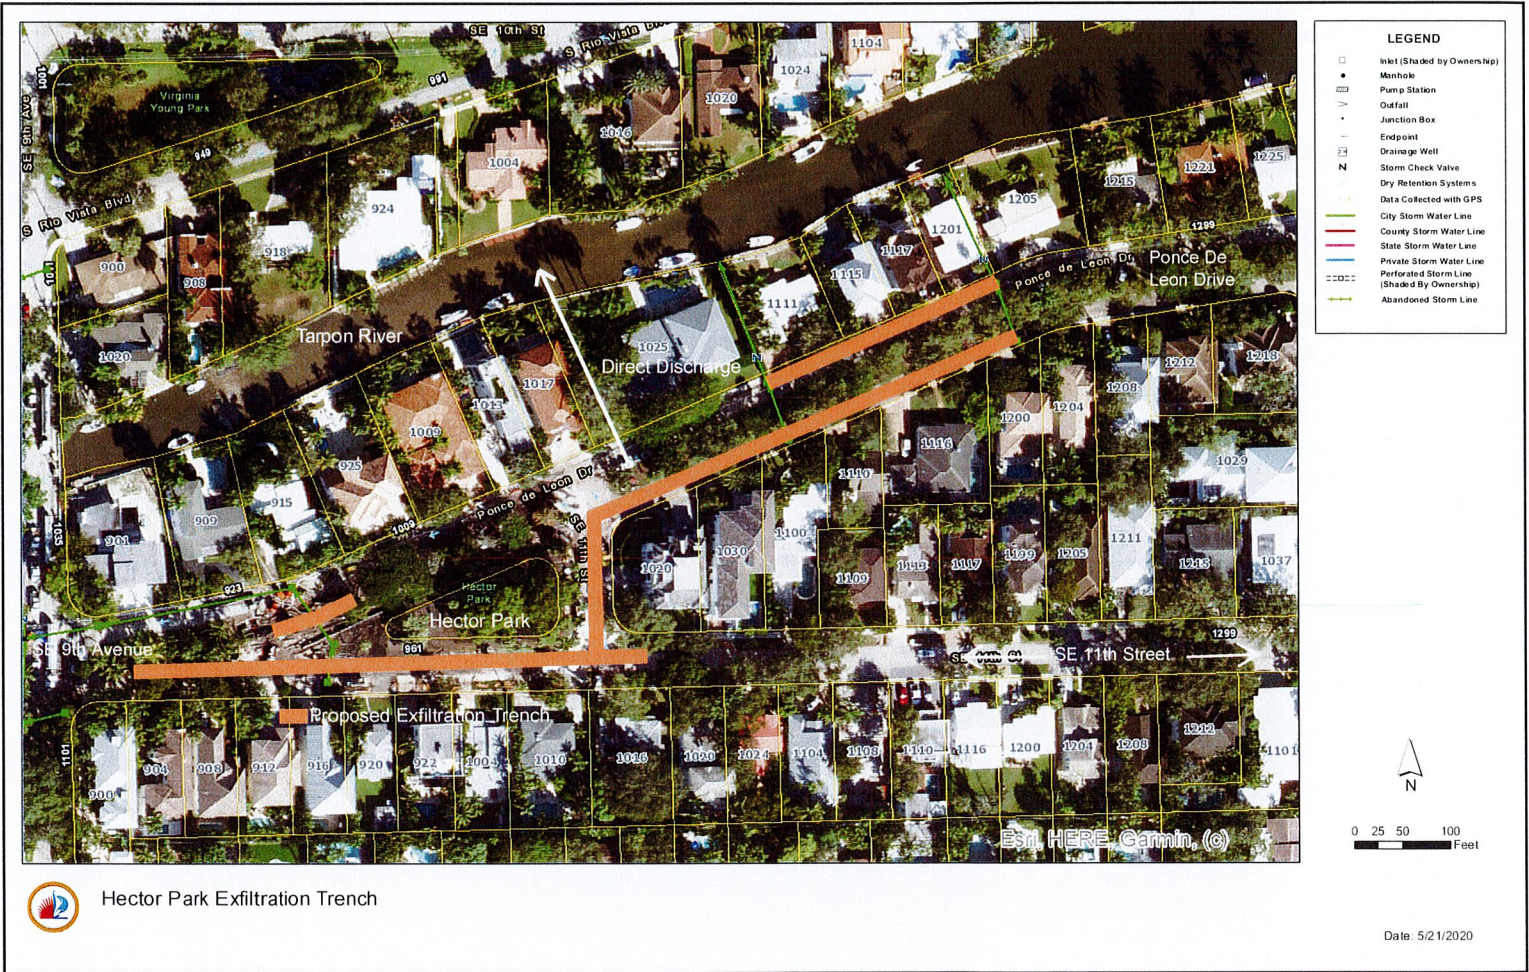 SE 10th St
S Rio Vista Blv
1001
SE 9th Ave
991
Virginia
Young Park
949
S Rio Vista Blvd
1104
1024
1020
1016
1004
924
918
900
908
1011
1020
1221
1225
1215
1205
1201
1299
1117
1115
1111
Ponce de Leon Dr
Ponce De
Leon Drive
Tarpon River
1025
Direct Discharge
N
N
1017
1013
1009
925
915
909
901
1035
1009
Ponce de Leon Dr
923
SE 11th St
Hector
Park
Hector Park
961
SE 9th Avenue
1212
1213
1208
1204
1200
1116
1110
1029
1100
1030
1020
1109
1113
1117
1199
1205
1211
1215
1037
1299
SE 11th Street
Proposed Exfiltration Trench
1101
900
904
908
912
916
920
922
1004
1010
1016
1020
1024
1104
1108
1110
1116
1200
1204
1208
1212
1101
Esri, HERE, Garmin, (c)
LEGEND
Inlet (Shaded by Ownership)
Manhole
Pump Station
Outfall
Junction Box
Endpoint
Drainage Well
N Storm Check Valve
Dry Retention Systems
Data Collected with GPS
City Storm Water Line
County Storm Water Line
State Storm Water Line
Private Storm Water Line
Perforated Storm Line
(Shaded By Ownership)
Abandoned Storm Line
N
0 25 50 100
Feet
Hector Park Exfiltration Trench
Date: 5/21/2020